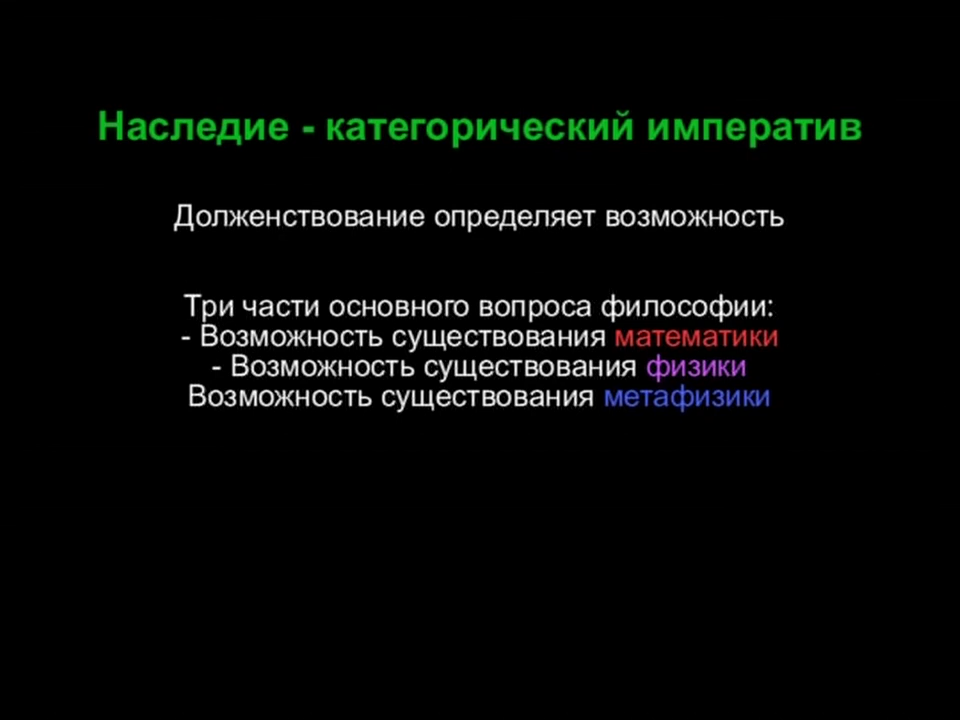 Наследие - категорический императив
Долженствование определяет возможность
Три части основного вопроса философии:
- Возможность существования математики
- Возможность существования физики
Возможность существования метафизики